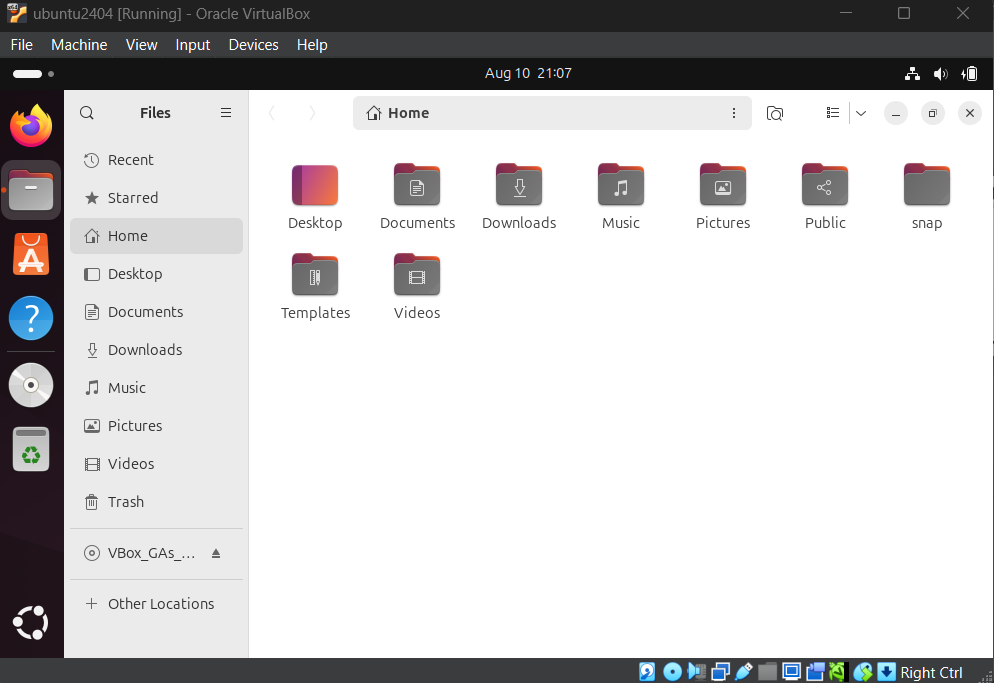 ubuntu2404 [Running] - Oracle VirtualBox
File Machine View Input Devices Help
Aug 10 21:07
Files
Home
Recent
Starred
Home
Desktop
Documents
Downloads
Music
Pictures
Videos
Trash
VBox_GAs_...
Other Locations
Desktop Documents Downloads Music Pictures Public snap
Templates Videos
Right Ctrl